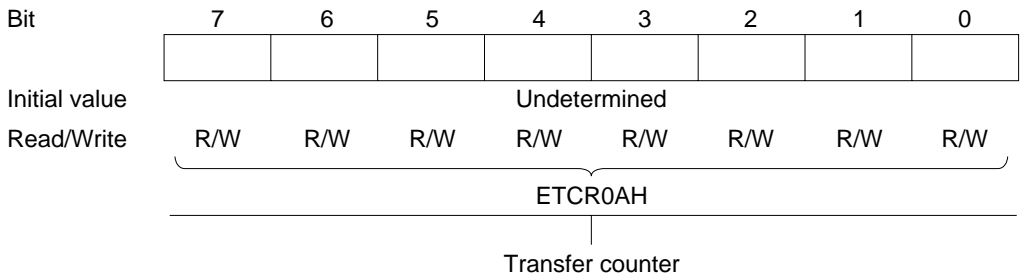 Bit 7 6 5 4 3 2 1 0
Initial value Undetermined
Read/Write R/W R/W R/W R/W R/W R/W R/W R/W
ETCR0AH
Transfer counter